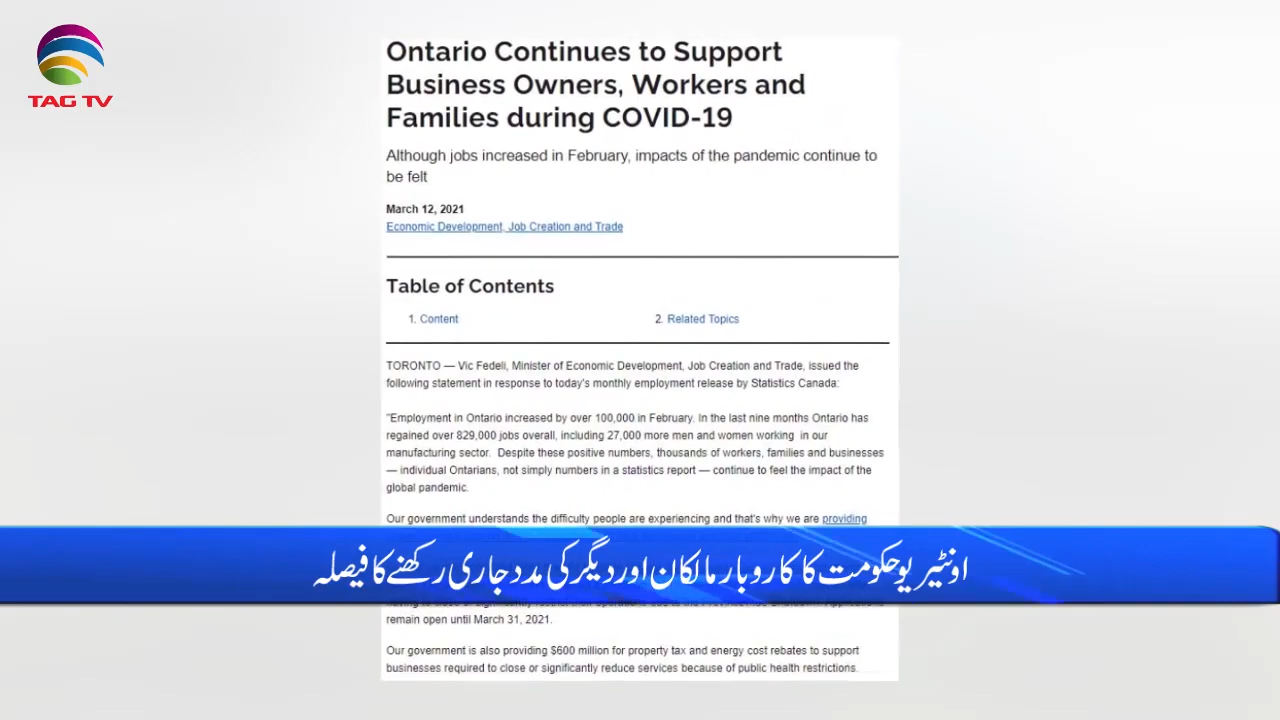 TAG TV
Ontario Continues to Support
Business Owners, Workers and
Families during COVID-19
Although jobs increased in February, impacts of the pandemic continue to
be felt
March 12, 2021
Economic Development, Job Creation and Trade
Table of Contents
1. Content
2. Related Topics
TORONTO — Vic Fedeli, Minister of Economic Development, Job Creation and Trade, issued the
following statement in response to today's monthly employment release by Statistics Canada:
"Employment in Ontario increased by over 100,000 in February. In the last nine months Ontario has
regained over 829,000 jobs overall, including 27,000 more men and women working in our
manufacturing sector. Despite these positive numbers, thousands of workers, families and businesses
— individual Ontarians, not simply numbers in a statistics report — continue to feel the impact of the
global pandemic.
Our government understands the difficulty people are experiencing and that's why we are providing
اونٹیریو حکومت کا کاروبار مالکان اور دیگر کی مدد جاری رکھنے کا فیصلہ
remain open until March 31, 2021.
Our government is also providing $600 million for property tax and energy cost rebates to support
businesses required to close or significantly reduce services because of public health restrictions.